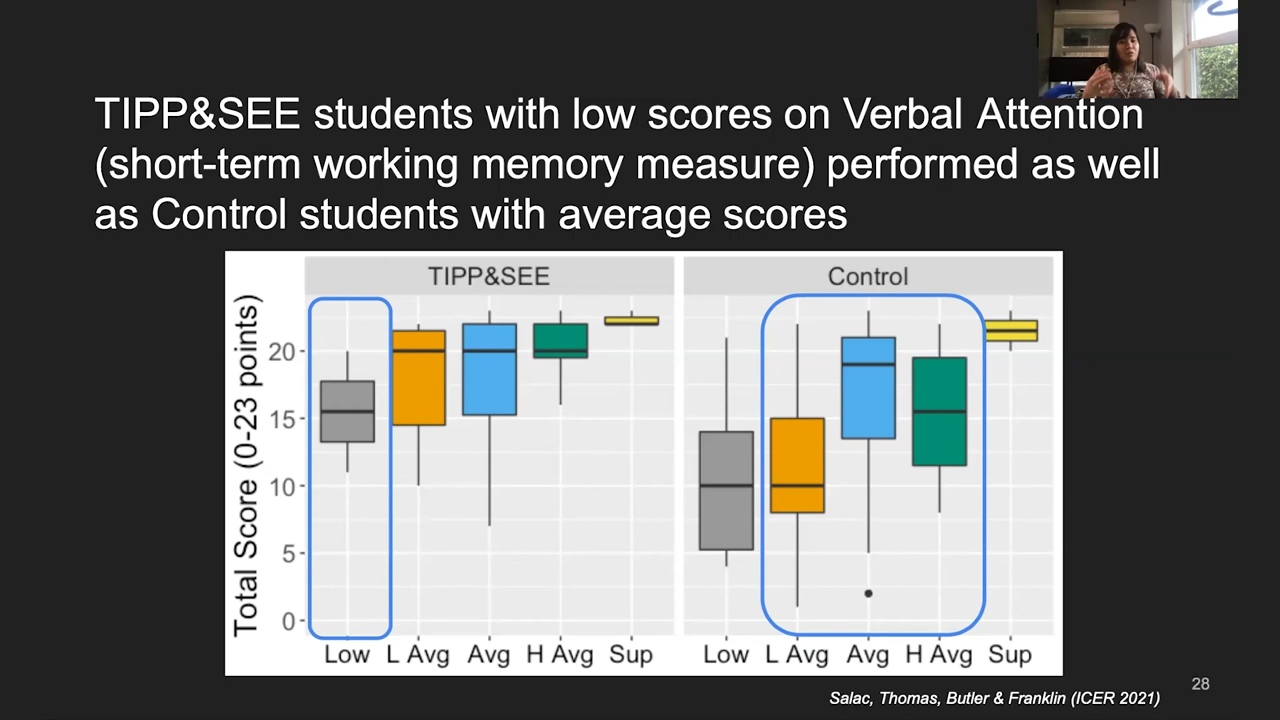 TIPP&SEE students with low scores on Verbal Attention
(short-term working memory measure) performed as well
as Control students with average scores
TIPP&SEE
Control
Total Score (0-23 points)
20
15
10
5
0
Low L Avg Avg H Avg Sup
Low L Avg Avg H Avg Sup
28
Salac, Thomas, Butler & Franklin (ICER 2021)